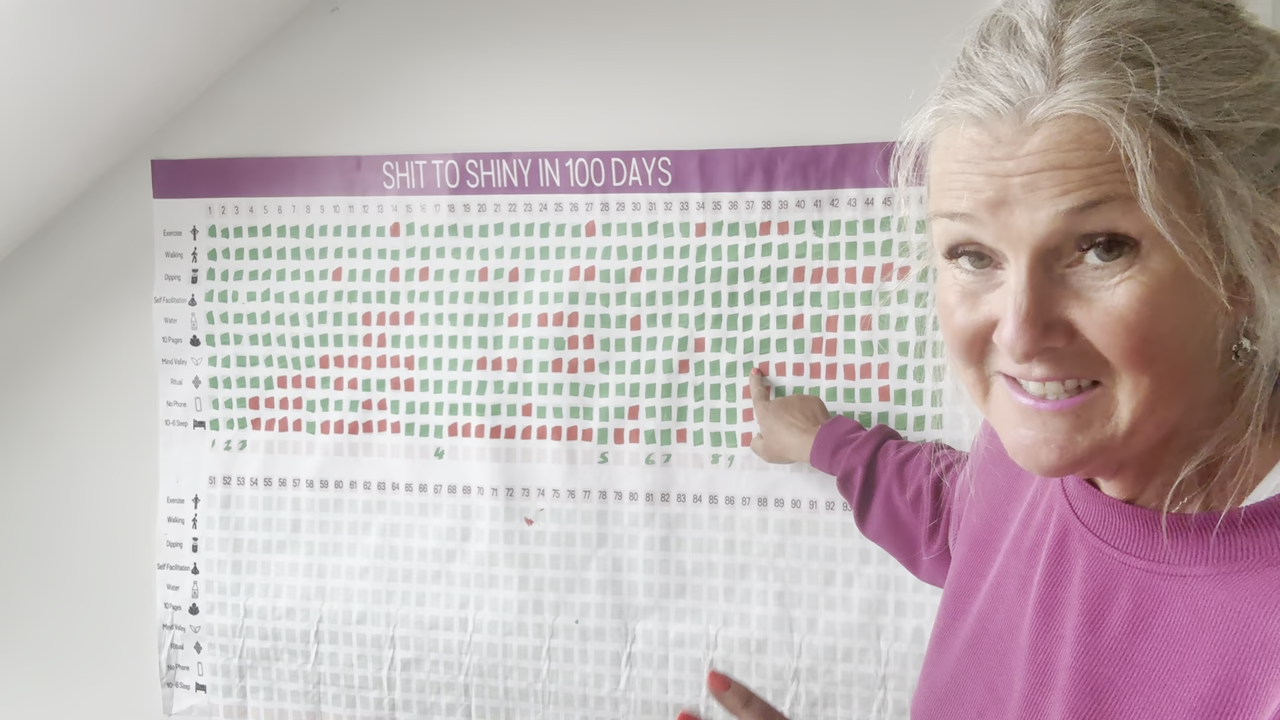 SHIT TO SHINY IN 100 DAYS
1 2 3 4 5 6 7 8 9 10 11 12 13 14 15 16 17 18 19 20 21 22 23 24 25 26 27 28 29 30 31 32 33 34 35 36 37 38 39 40 41 42 43 44 45
Exercise
Walking
Dipping
Self Facilitation
Water
10 Pages
Mind Valley
Ritual
No Phone
10-6 Sleep
1 2 3 4 5 6 7 8 9
51 52 53 54 55 56 57 58 59 60 61 62 63 64 65 66 67 68 69 70 71 72 73 74 75 76 77 78 79 80 81 82 83 84 85 86 87 88 89 90 91 92 93
Exercise
Walking
Dipping
Self Facilitation
Water
10 Pages
Mind Valley
Ritual
No Phone
10-6 Sleep